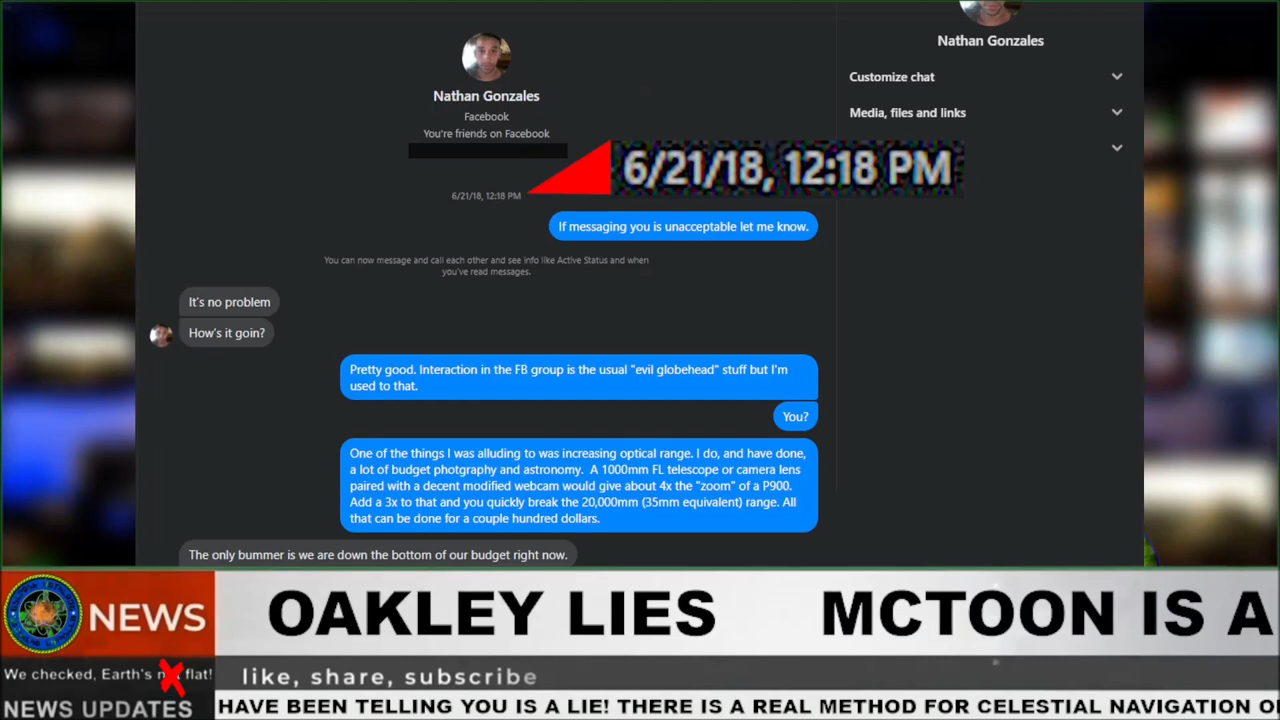 Nathan Gonzales
Customize chat
Media, files and links
Nathan Gonzales
Facebook
You're friends on Facebook
6/21/18, 12:18 PM
6/21/18, 12:18 PM
If messaging you is unacceptable let me know.
You can now message and call each other and see info like Active Status and when
you've read messages.
It's no problem
How's it goin?
Pretty good. Interaction in the FB group is the usual "evil globehead" stuff but I'm
used to that.
You?
One of the things I was alluding to was increasing optical range. I do, and have done,
a lot of budget photgraphy and astronomy. A 1000mm FL telescope or camera lens
paired with a decent modified webcam would give about 4x the "zoom" of a P900.
Add a 3x to that and you quickly break the 20,000mm (35mm equivalent) range. All
that can be done for a couple hundred dollars.
The only bummer is we are down the bottom of our budget right now.
NEWS
OAKLEY LIES MCTOON IS A
We checked, Earth's not flat!
like, share, subscribe
NEWS UPDATES
HAVE BEEN TELLING YOU IS A LIE! THERE IS A REAL METHOD FOR CELESTIAL NAVIGATION